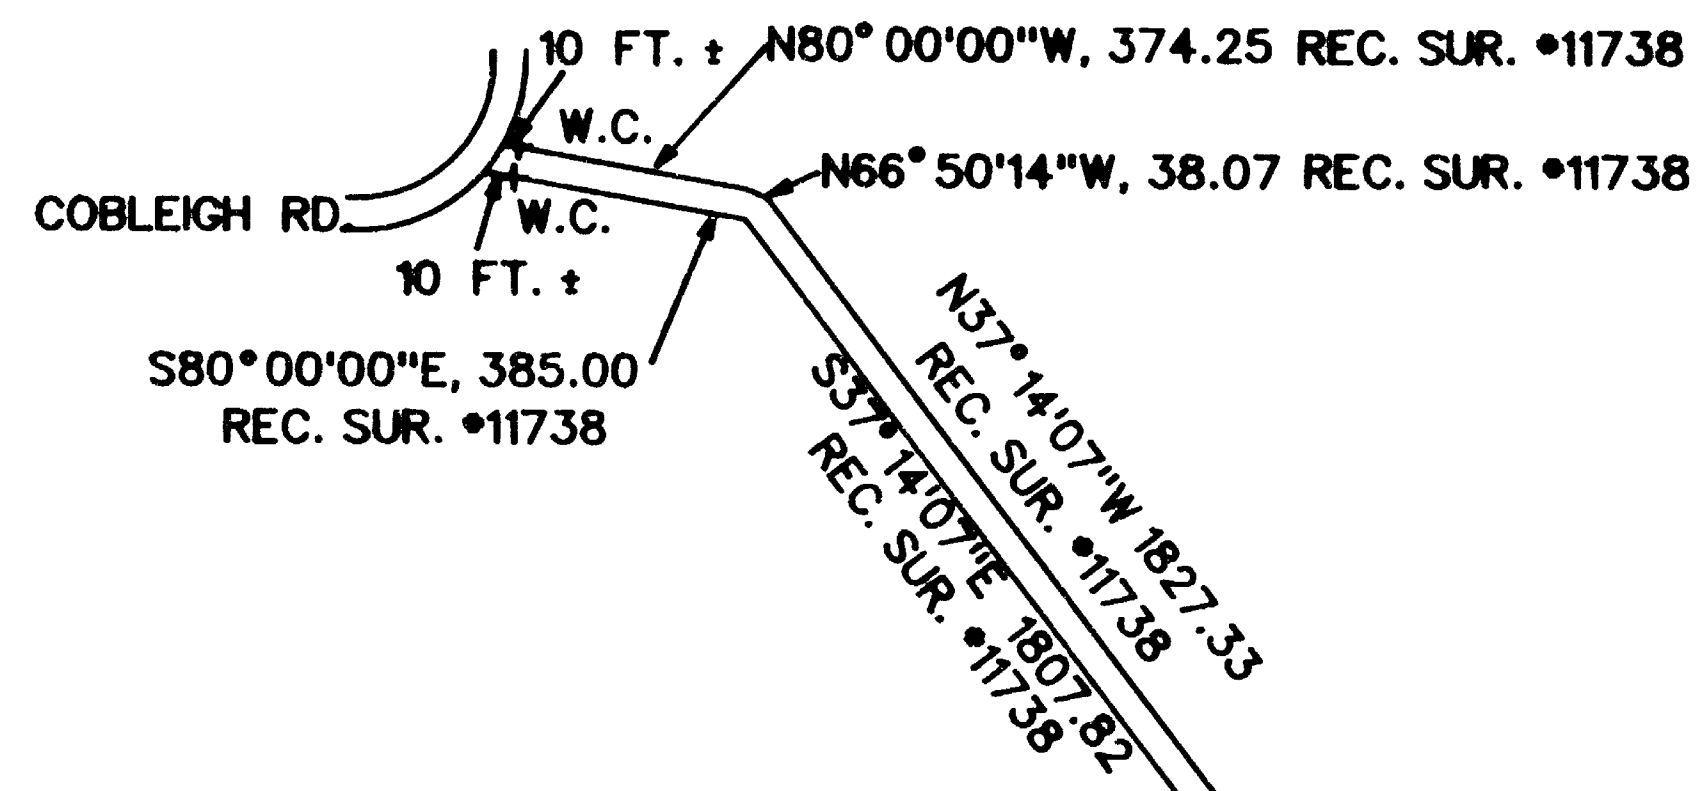 10 FT. ±
N80° 00'00"W, 374.25 REC. SUR. #11738
W.C.
N66° 50'14"W, 38.07 REC. SUR. #11738
COBLEIGH RD.
W.C.
10 FT. ±
S80° 00'00"E, 385.00
REC. SUR. #11738
N37° 14'07"W 1827.33
REC. SUR. #11738
S37° 14'07"E 1807.82
REC. SUR. #11738